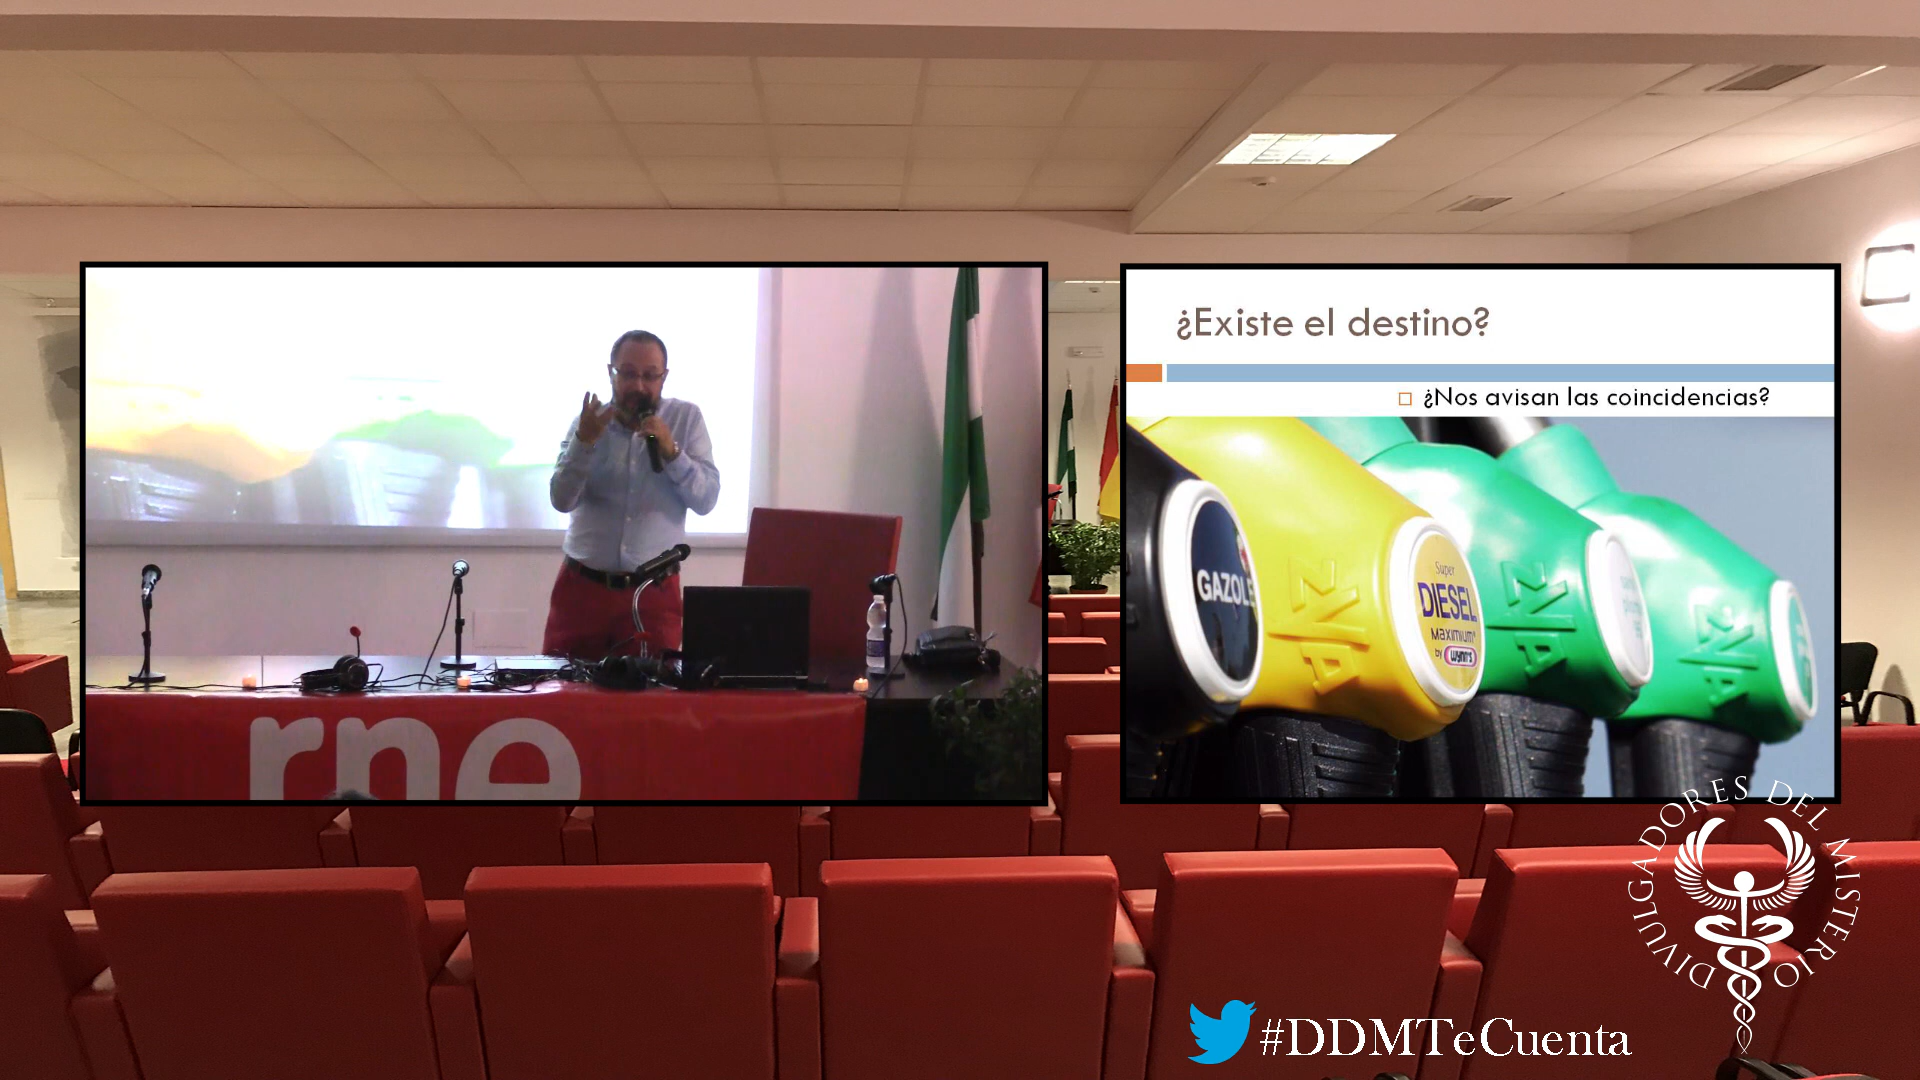 ¿Existe el destino?
¿Nos avisan las coincidencias?
GAZOLE
Super
DIESEL
MAXIMUM
by Wynn's
rne
DIVULGADORES DEL MISTERIO
#DDMTeCuenta